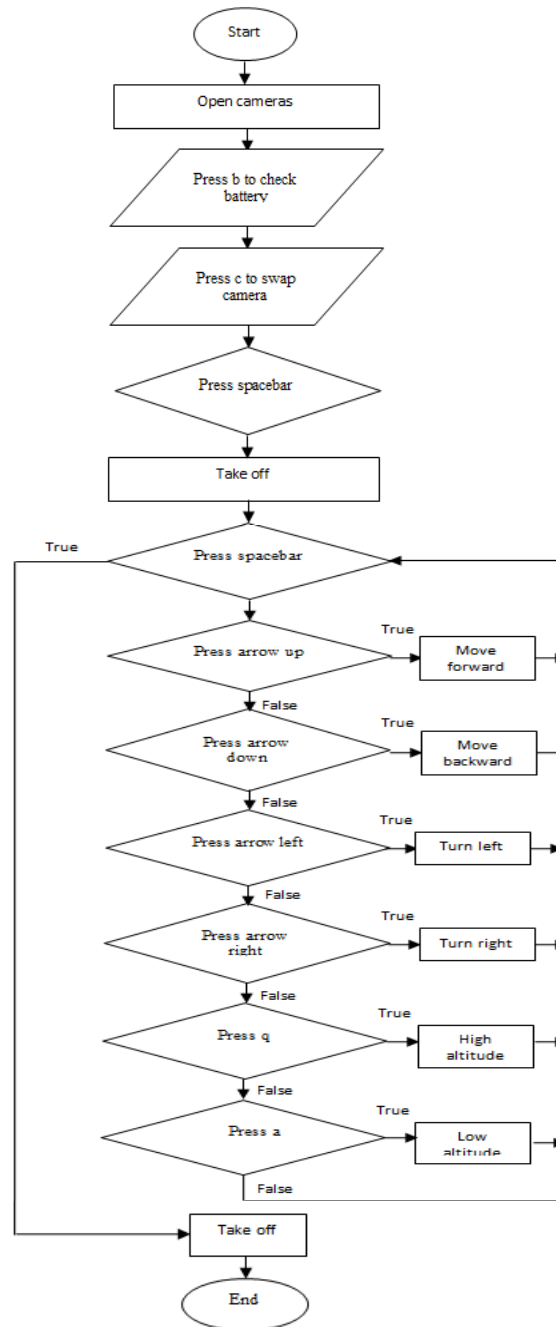 Start
Open cameras
Press b to check
battery
Press c to swap
camera
Press spacebar
Take off
True
Press spacebar
Press arrow up
True
Move
forward
False
Press arrow
down
True
Move
backward
False
Press arrow left
True
Turn left
False
Press arrow
right
True
Turn right
False
Press q
True
High
altitude
False
Press a
True
Low
altitude
False
Take off
End